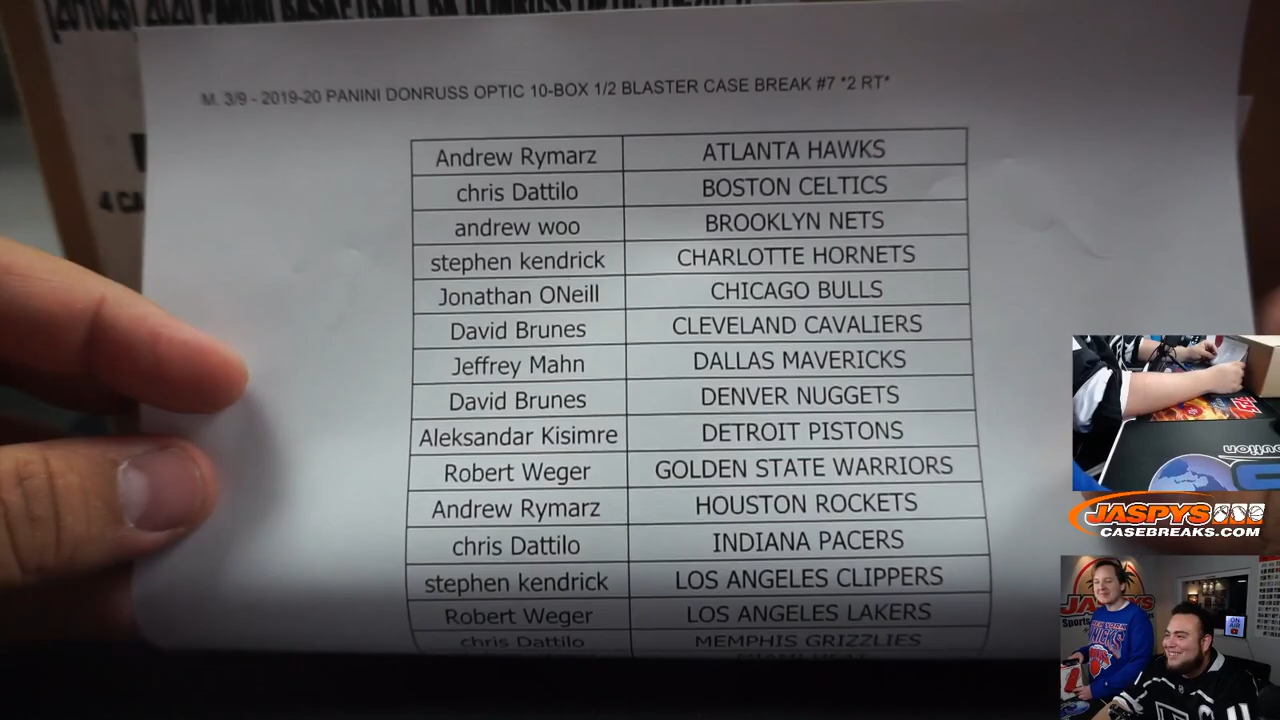 M. 3/9 - 2019-20 PANINI DONRUSS OPTIC 10-BOX 1/2 BLASTER CASE BREAK #7 *2 RT*
Andrew Rymarz ATLANTA HAWKS
chris Dattilo BOSTON CELTICS
andrew woo BROOKLYN NETS
stephen kendrick CHARLOTTE HORNETS
Jonathan ONeill CHICAGO BULLS
David Brunes CLEVELAND CAVALIERS
Jeffrey Mahn DALLAS MAVERICKS
David Brunes DENVER NUGGETS
Aleksandar Kisimre DETROIT PISTONS
Robert Weger GOLDEN STATE WARRIORS
Andrew Rymarz HOUSTON ROCKETS
chris Dattilo INDIANA PACERS
stephen kendrick LOS ANGELES CLIPPERS
Robert Weger LOS ANGELES LAKERS
chris Dattilo MEMPHIS GRIZZLIES
JASPYS
CASEBREAKS.COM
ON
AIR
KNICKS